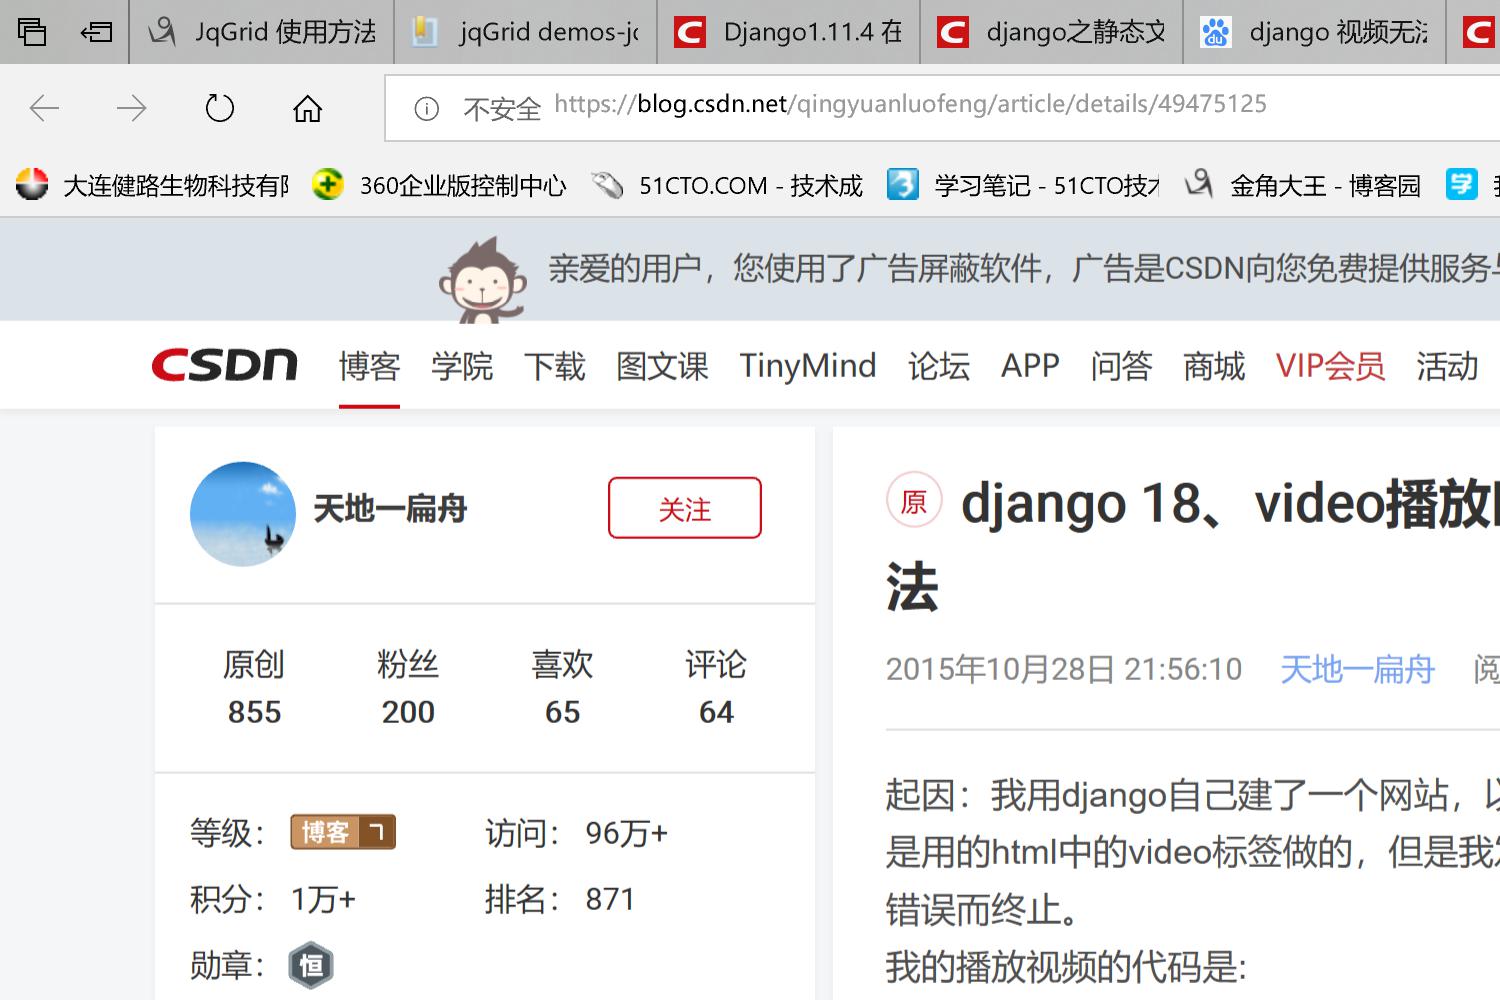 JqGrid 使用方法
jqGrid demos-jc
Django1.11.4 在
django之静态文
django 视频无法
不安全 https://blog.csdn.net/qingyuanluofeng/article/details/49475125
大连健路生物科技有限
360企业版控制中心
51CTO.COM - 技术成
学习笔记 - 51CTO技术
金角大王 - 博客园
学
亲爱的用户，您使用了广告屏蔽软件，广告是CSDN向您免费提供服务与
CSDN 博客 学院 下载 图文课 TinyMind 论坛 APP 问答 商城 VIP会员 活动
天地一扁舟 关注
原创 粉丝 喜欢 评论
855 200 65 64
等级： 博客 7 访问： 96万+
积分： 1万+ 排名： 871
勋章： 恒
原 django 18、video播放
法
2015年10月28日 21:56:10 天地一扁舟 阅
起因：我用django自己建了一个网站，以
是用的html中的video标签做的，但是我发
错误而终止。
我的播放视频的代码是: